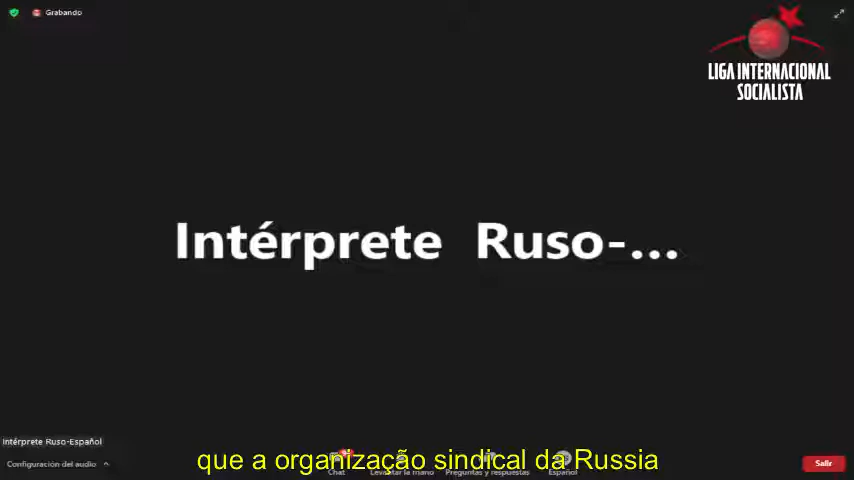 Grabando
LIGA INTERNACIONAL
SOCIALISTA
Intérprete Ruso-...
Intérprete Ruso-Español
Configuración del audio
que a organização sindical da Russia
Chat
Levantar la mano
Preguntas y respuestas
Español
Salir